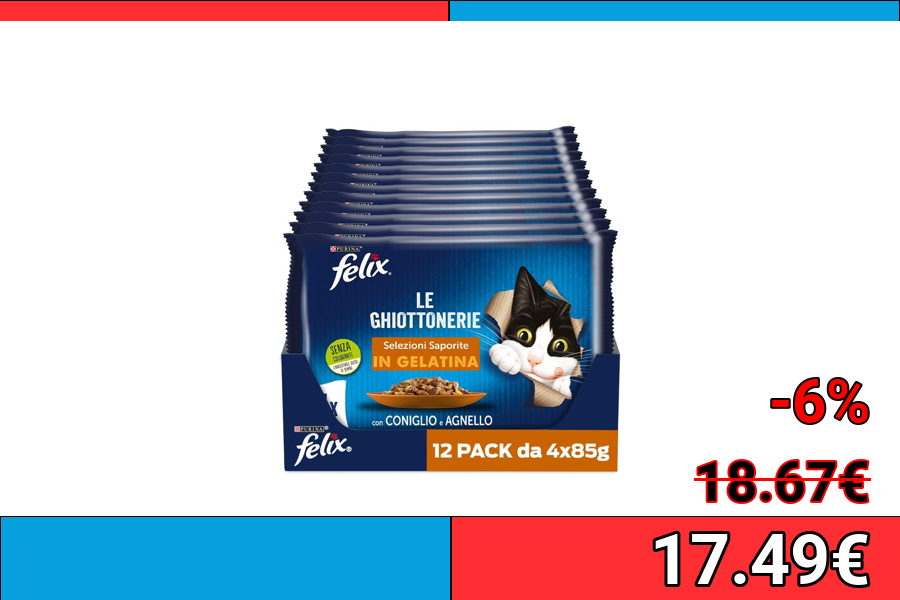 PURINA
felix
LE
GHIOTTONERIE
SENZA
COLORANTI
Selezioni Saporite
IN GELATINA
con CONIGLIO e AGNELLO
PURINA
felix
12 PACK da 4x85g
-6%
18.67€
17.49€